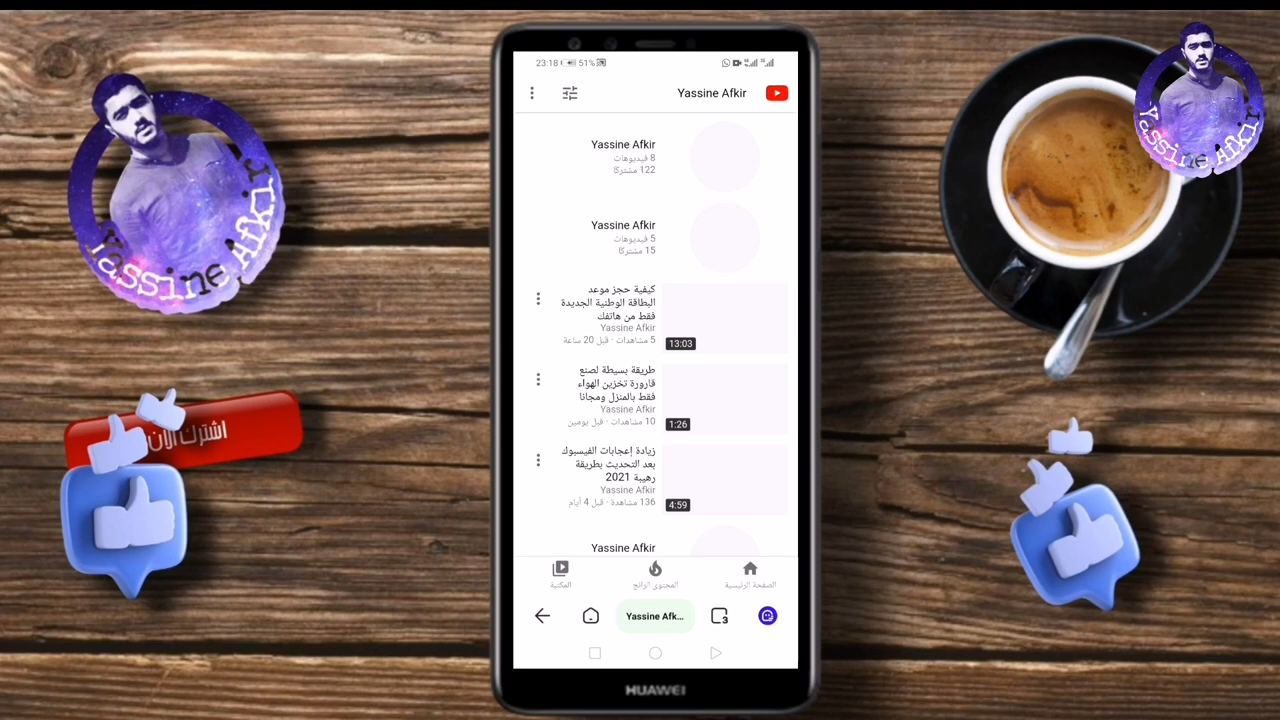 Yassine Afkir
Yassine Afkir
اشترك الآن
23:18
51%
Yassine Afkir
Yassine Afkir
8 فيديوهات
122 مشتركًا
Yassine Afkir
5 فيديوهات
15 مشتركًا
كيفية حجز موعد
البطاقة الوطنية الجديدة
فقط من هاتفك
Yassine Afkir
5 مشاهدات · قبل 20 ساعة
13:03
طريقة بسيطة لصنع
قارورة تخزين الهواء
فقط بالمنزل ومجانا
Yassine Afkir
10 مشاهدات · قبل يومين
1:26
زيادة إعجابات الفيسبوك
بعد التحديث بطريقة
رهيبة 2021
Yassine Afkir
136 مشاهدة · قبل 4 أيام
4:59
Yassine Afkir
الصفحة الرئيسية
المحتوى الرائج
المكتبة
Yassine Afk...
3
HUAWEI